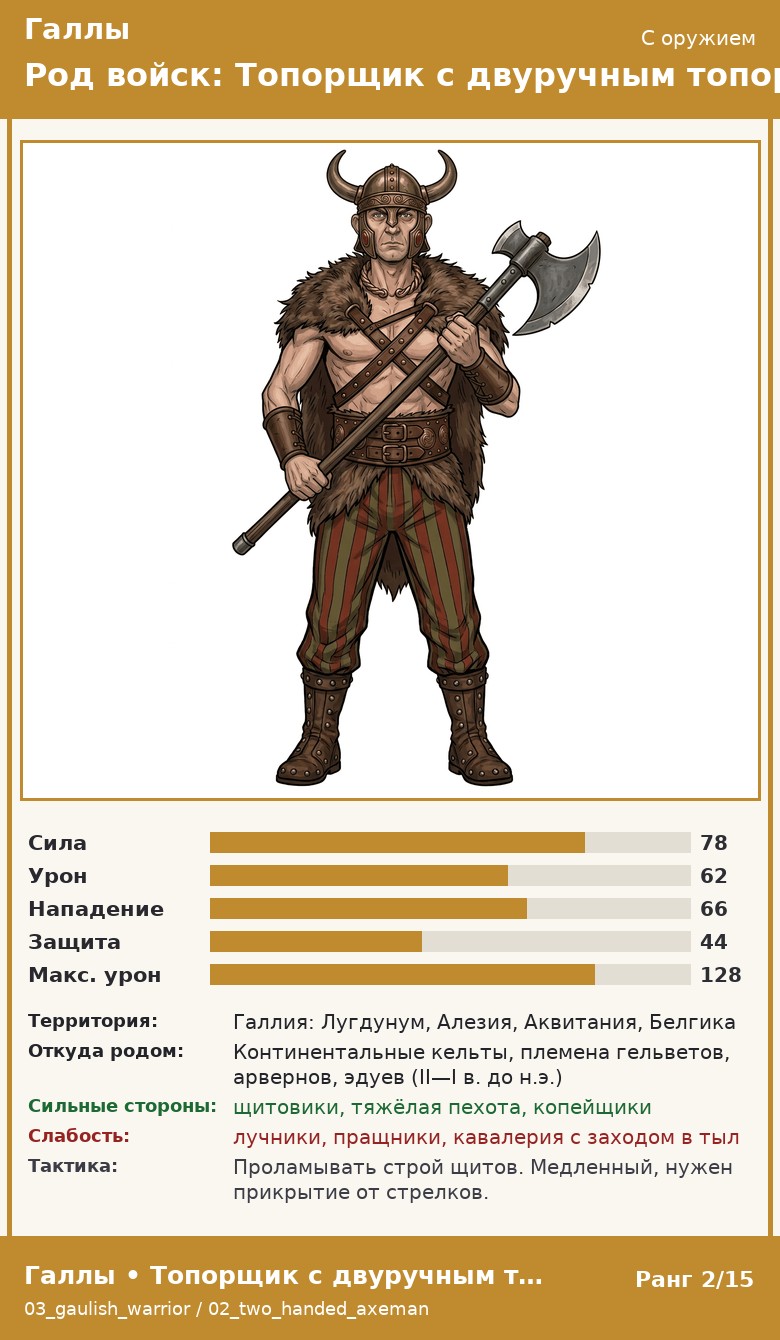 Галлы
С оружием
Род войск: Топорщик с двуручным топор
Сила 78
Урон 62
Нападение 66
Защита 44
Макс. урон 128
Территория: Галлия: Лугдунум, Алезия, Аквитания, Белгика
Откуда родом: Континентальные кельты, племена гельветов,
арвернов, эдуев (II—I в. до н.э.)
Сильные стороны: щитовики, тяжёлая пехота, копейщики
Слабость: лучники, пращники, кавалерия с заходом в тыл
Тактика: Проламывать строй щитов. Медленный, нужен
прикрытие от стрелков.
Галлы • Топорщик с двуручным т…
Ранг 2/15
03_gaulish_warrior / 02_two_handed_axeman